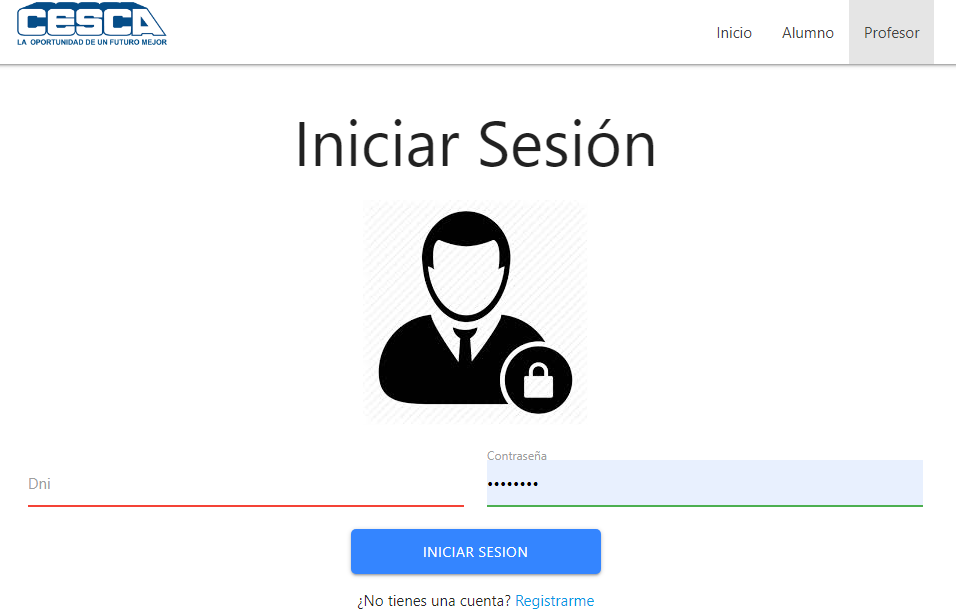 CESCA
LA OPORTUNIDAD DE UN FUTURO MEJOR
Inicio Alumno Profesor
Iniciar Sesión
Contraseña
Dni ••••••••
INICIAR SESION
¿No tienes una cuenta? Registrarme